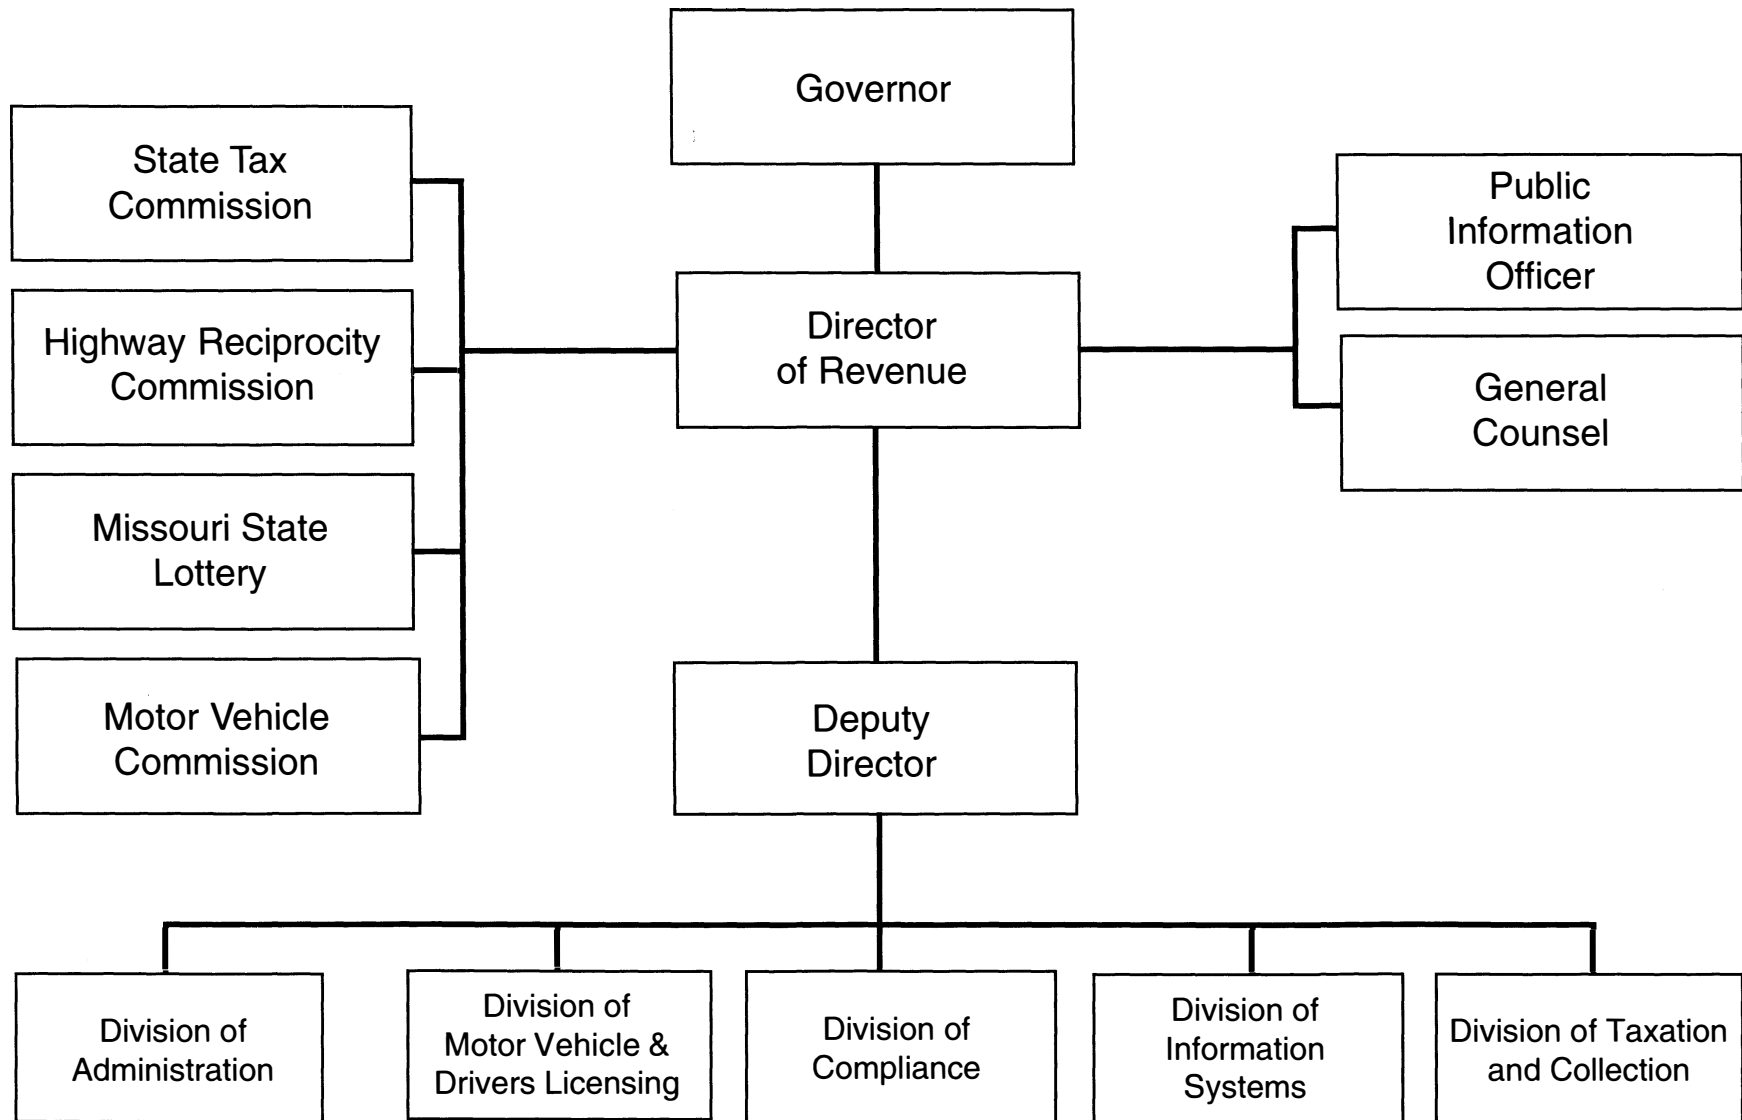 Governor
State Tax
Commission
Public
Information
Officer
Highway Reciprocity
Commission
Director
of Revenue
General
Counsel
Missouri State
Lottery
Motor Vehicle
Commission
Deputy
Director
Division of
Administration
Division of
Motor Vehicle &
Drivers Licensing
Division of
Compliance
Division of
Information
Systems
Division of Taxation
and Collection